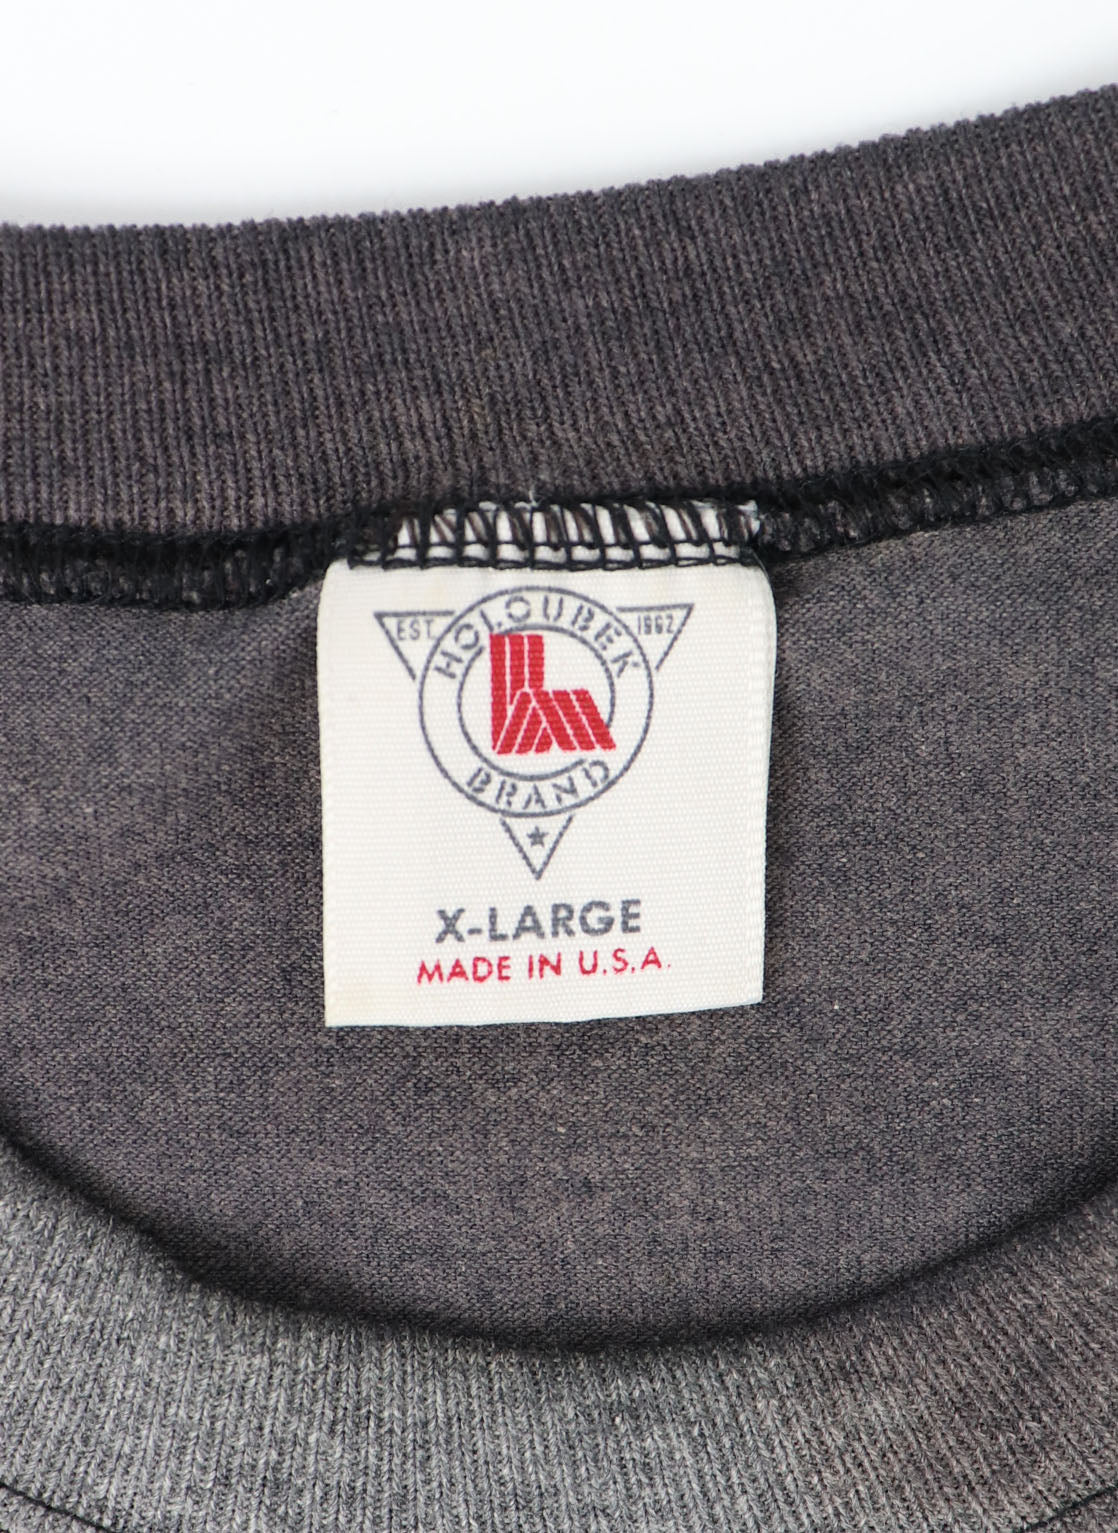 EST. 1962
HOLOUBEK
BRAND
X-LARGE
MADE IN U.S.A.